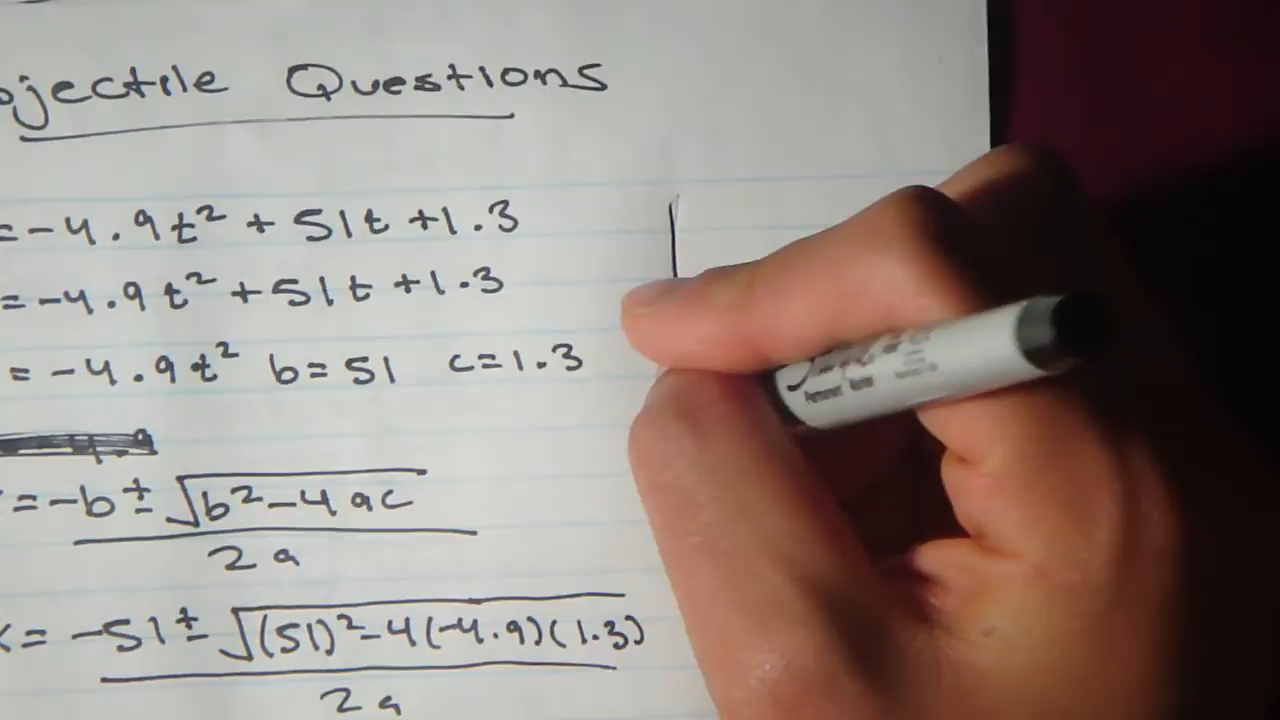 ojectile Questions
=-4.9t²+51t+1.3
=-4.9t²+51t+1.3
=-4.9t² b=51 c=1.3
=-b±√b²-4ac
2a
x=-51±√(51)²-4(-4.9)(1.3)
2a
Permanent